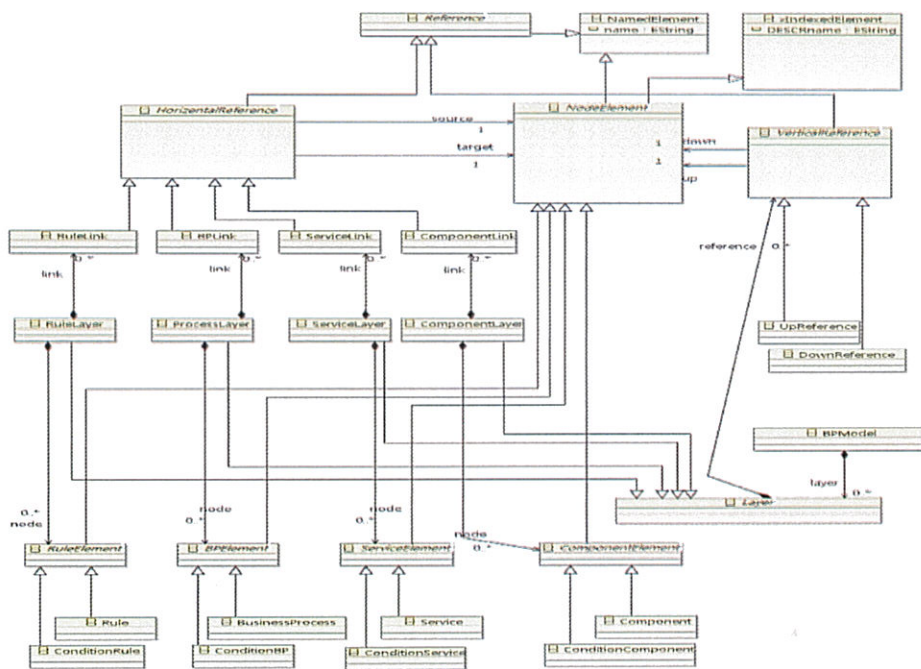 Reference
NamedElement
name : EString
xIndexedElement
DESCRname : EString
HorizontalReference
NodeElement
VerticalReference
source
1
target
1
1
down
1
up
RuleLink
BPLink
ServiceLink
ComponentLink
reference
0..*
0..*
link
0..*
link
0..*
link
0..*
link
RuleLayer
ProcessLayer
ServiceLayer
ComponentLayer
UpReference
DownReference
BPModel
layer
0..*
Layer
0..*
node
node
0..*
node
0..*
node
0..*
RuleElement
BPElement
ServiceElement
ComponentElement
Rule
BusinessProcess
Service
Component
ConditionRule
ConditionBP
ConditionService
ConditionComponent